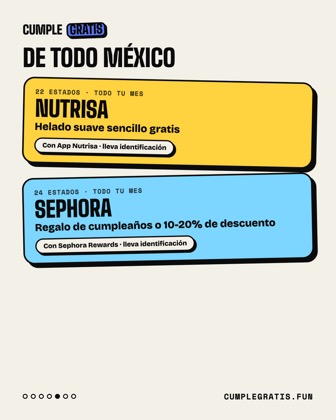 CUMPLE GRATIS
DE TODO MÉXICO
22 ESTADOS · TODO TU MES
NUTRISA
Helado suave sencillo gratis
Con App Nutrisa · lleva identificación
24 ESTADOS · TODO TU MES
SEPHORA
Regalo de cumpleaños o 10-20% de descuento
Con Sephora Rewards · lleva identificación
CUMPLEGRATIS.FUN